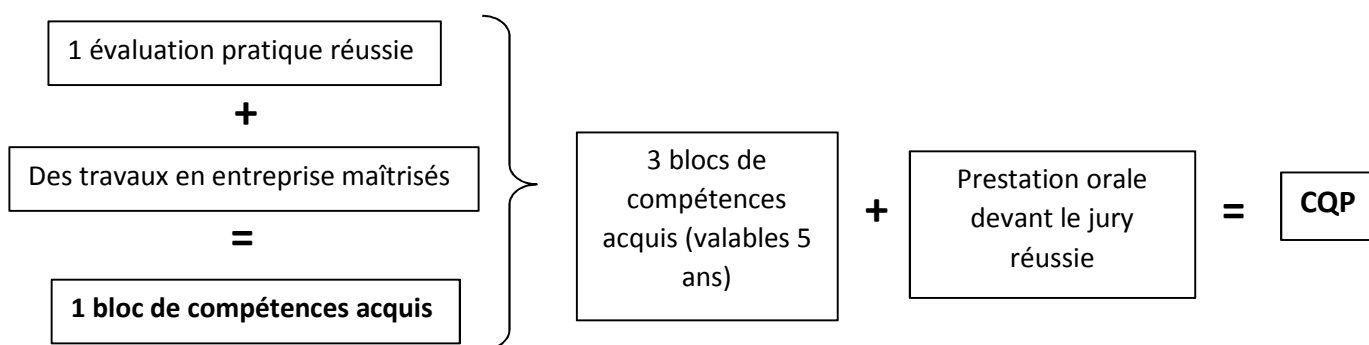 1 évaluation pratique réussie
+
Des travaux en entreprise maîtrisés
=
1 bloc de compétences acquis
3 blocs de
compétences
acquis (valables 5
ans)
+
Prestation orale
devant le jury
réussie
=
CQP